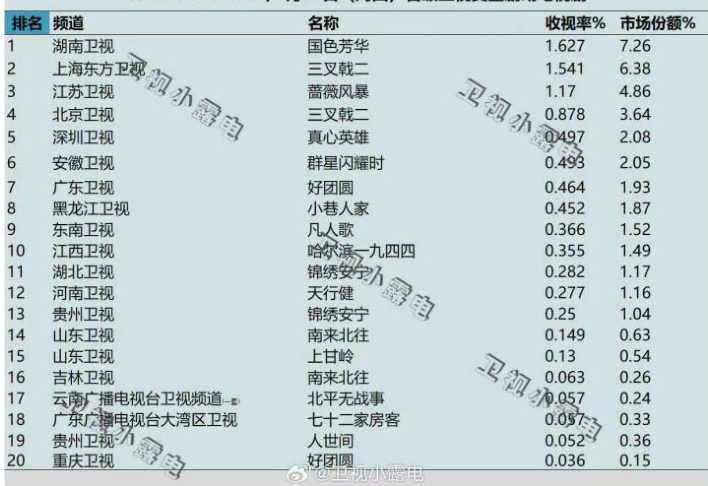 排名 频道 名称 收视率% 市场份额%
1 湖南卫视 国色芳华 1.627 7.26
2 上海东方卫视 三叉戟二 1.541 6.38
3 江苏卫视 蔷薇风暴 1.17 4.86
4 北京卫视 三叉戟二 0.878 3.64
5 深圳卫视 真心英雄 0.497 2.08
6 安徽卫视 群星闪耀时 0.493 2.05
7 广东卫视 好团圆 0.464 1.93
8 黑龙江卫视 小巷人家 0.452 1.87
9 东南卫视 凡人歌 0.366 1.52
10 江西卫视 哈尔滨一九四四 0.355 1.49
11 湖北卫视 锦绣安宁 0.282 1.17
12 河南卫视 天行健 0.277 1.16
13 贵州卫视 锦绣安宁 0.25 1.04
14 山东卫视 南来北往 0.149 0.63
15 山东卫视 上甘岭 0.13 0.54
16 吉林卫视 南来北往 0.063 0.26
17 云南广播电视台卫视频道 北平无战事 0.057 0.24
18 广东广播电视台大湾区卫视 七十二家房客 0.057 0.33
19 贵州卫视 人世间 0.052 0.36
20 重庆卫视 好团圆 0.036 0.15
卫视小露电
卫视小露电
卫视小露电
卫视小露电
卫视小露电
@卫视小露电